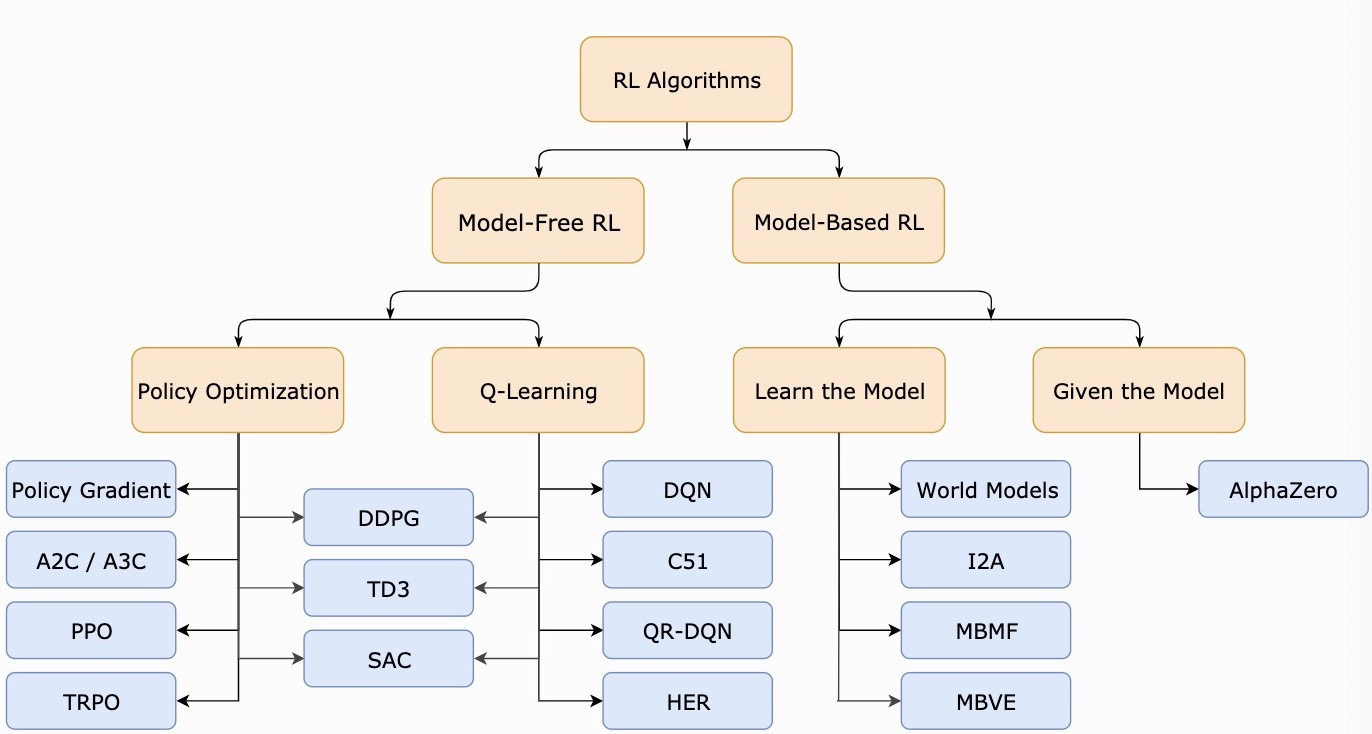 RL Algorithms
Model-Free RL
Model-Based RL
Policy Optimization
Q-Learning
Learn the Model
Given the Model
Policy Gradient
DDPG
DQN
World Models
AlphaZero
A2C / A3C
TD3
C51
I2A
PPO
SAC
QR-DQN
MBMF
TRPO
HER
MBVE